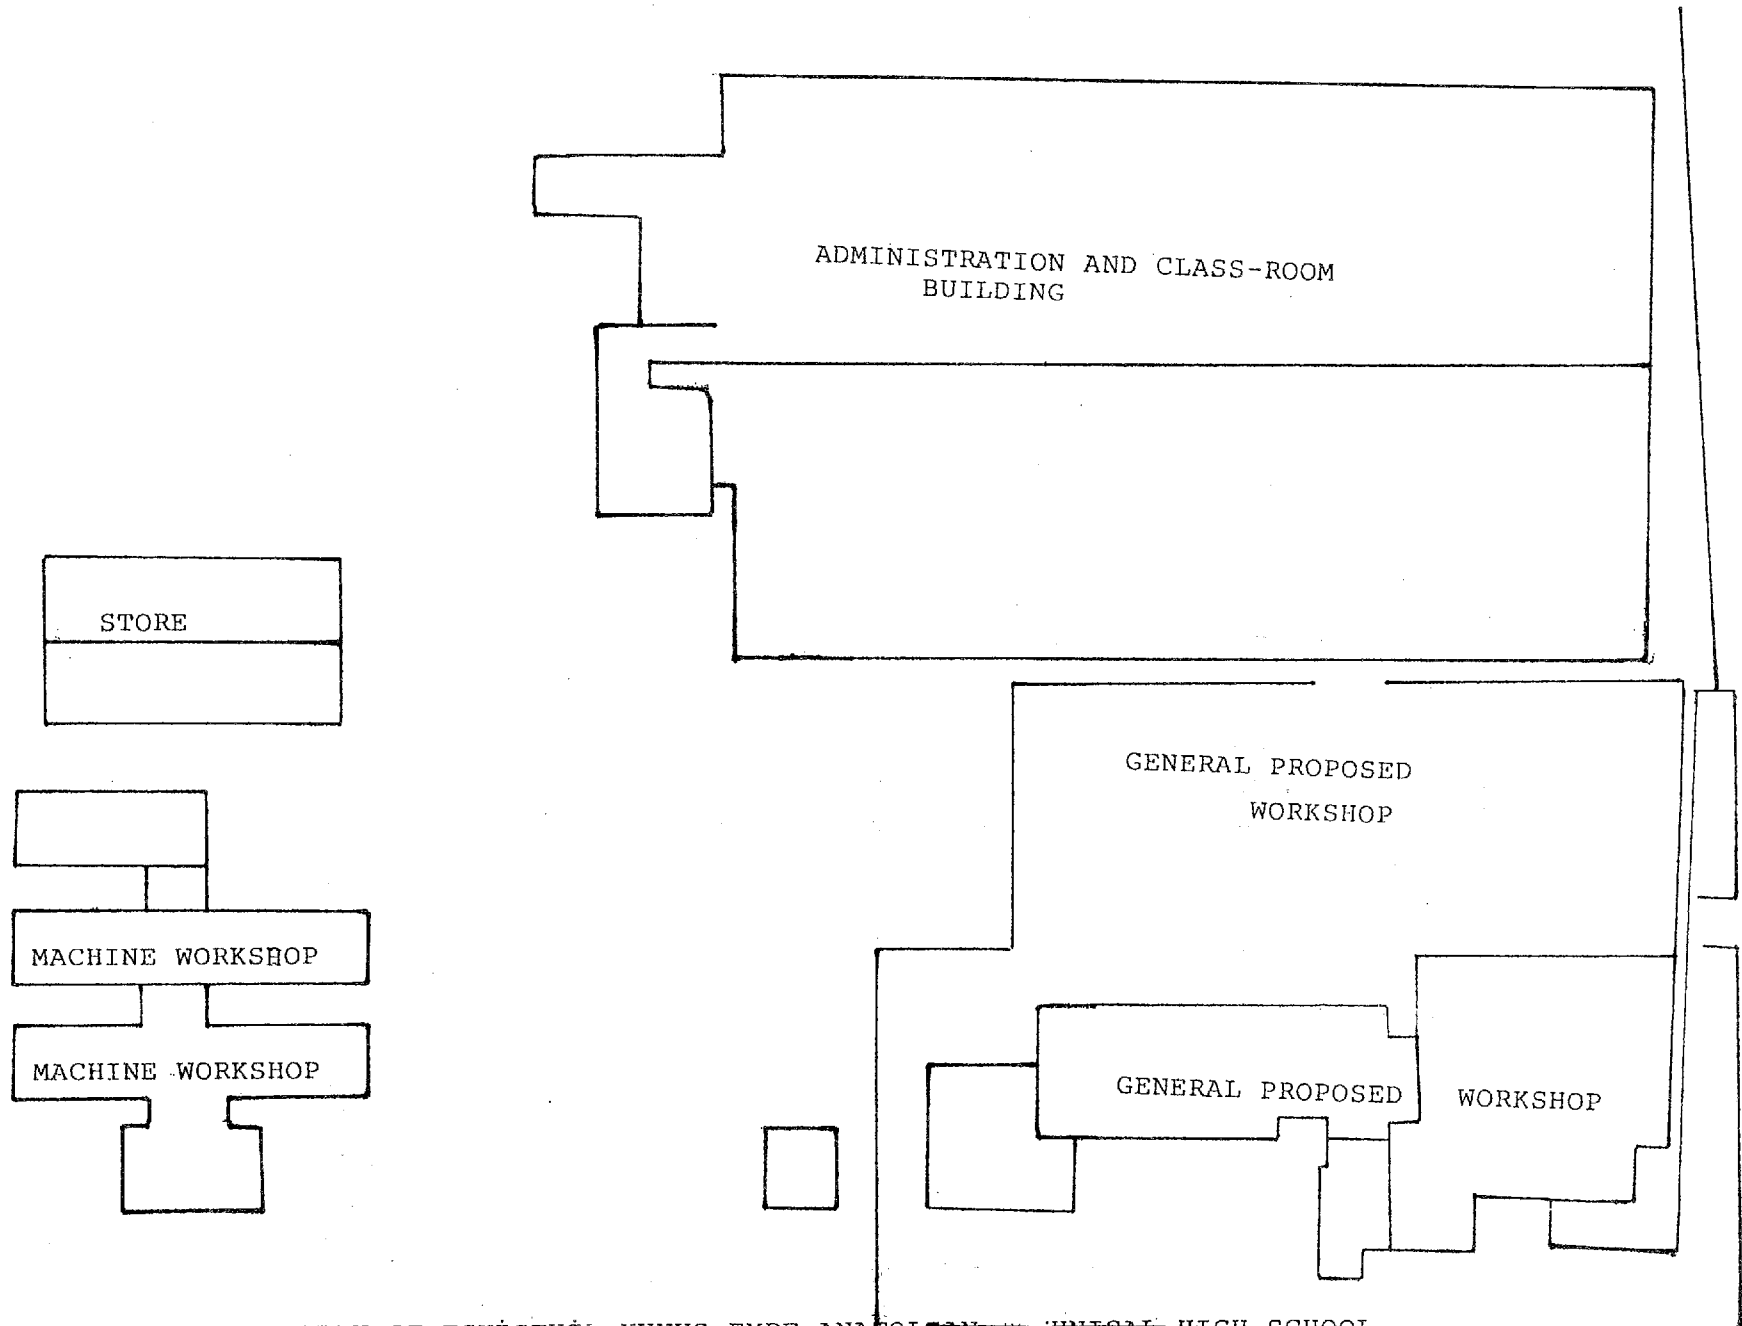 ADMINISTRATION AND CLASS-ROOM
BUILDING
STORE
GENERAL PROPOSED
WORKSHOP
MACHINE WORKSHOP
MACHINE WORKSHOP
GENERAL PROPOSED WORKSHOP
HIGH SCHOOL